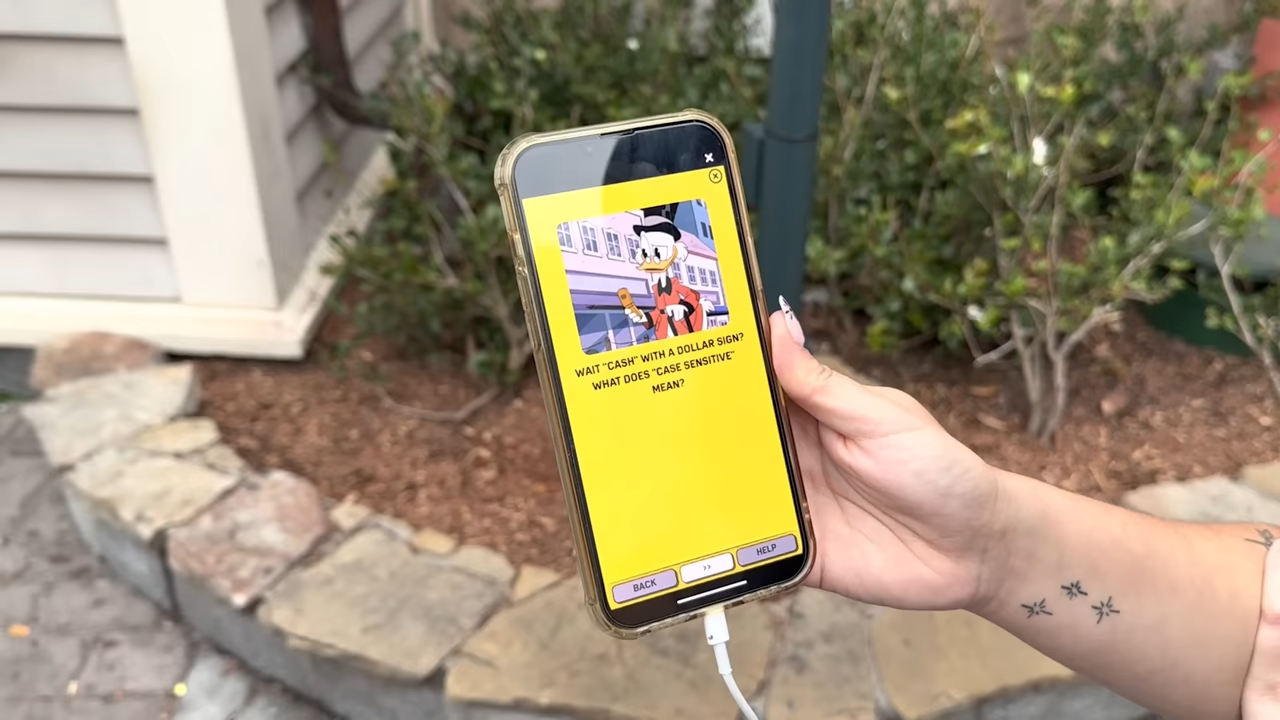 WAIT "CASH" WITH A DOLLAR SIGN?
WHAT DOES "CASE SENSITIVE"
MEAN?
BACK
>>
HELP